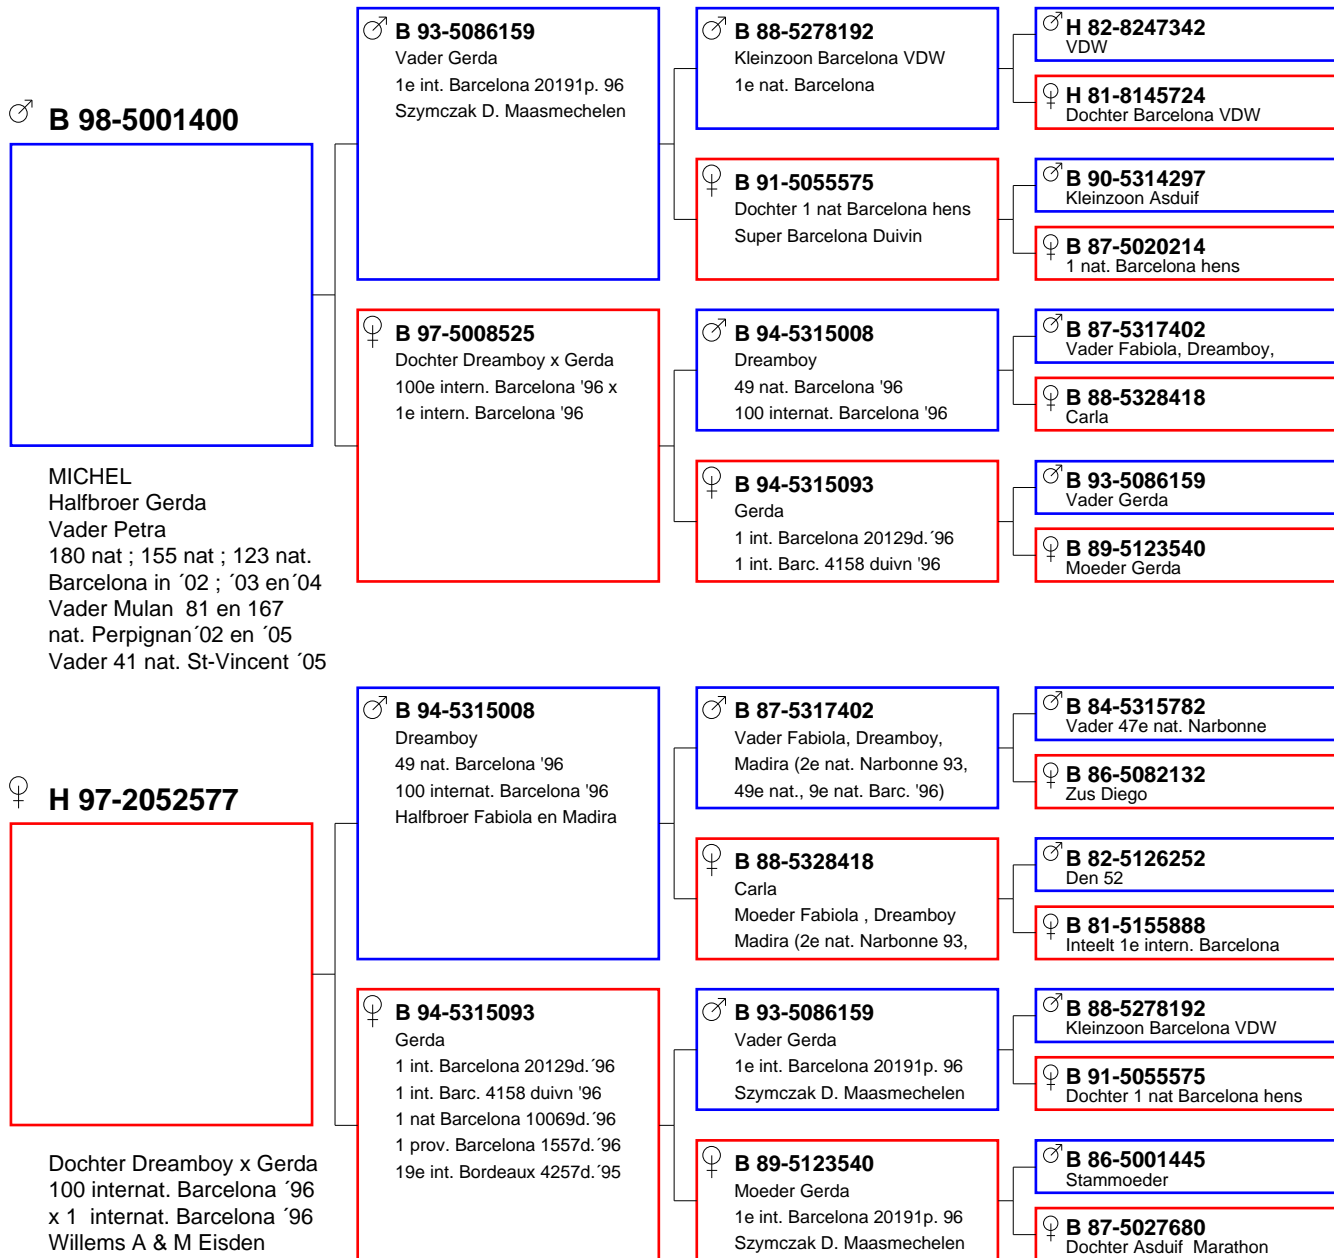 B 98-5001400
MICHEL
Halfbroer Gerda
Vader Petra
180 nat ; 155 nat ; 123 nat.
Barcelona in ´02 ; ´03 en´04
Vader Mulan 81 en 167
nat. Perpignan´02 en ´05
Vader 41 nat. St-Vincent ´05
B 93-5086159
Vader Gerda
1e int. Barcelona 20191p. 96
Szymczak D. Maasmechelen
B 97-5008525
Dochter Dreamboy x Gerda
100e intern. Barcelona '96 x
1e intern. Barcelona '96
B 88-5278192
Kleinzoon Barcelona VDW
1e nat. Barcelona
B 91-5055575
Dochter 1 nat Barcelona hens
Super Barcelona Duivin
B 94-5315008
Dreamboy
49 nat. Barcelona '96
100 internat. Barcelona '96
B 94-5315093
Gerda
1 int. Barcelona 20129d.´96
1 int. Barc. 4158 duivn '96
H 82-8247342
VDW
H 81-8145724
Dochter Barcelona VDW
B 90-5314297
Kleinzoon Asduif
B 87-5020214
1 nat. Barcelona hens
B 87-5317402
Vader Fabiola, Dreamboy,
B 88-5328418
Carla
B 93-5086159
Vader Gerda
B 89-5123540
Moeder Gerda
H 97-2052577
Dochter Dreamboy x Gerda
100 internat. Barcelona ´96
x 1 internat. Barcelona ´96
Willems A & M Eisden
B 94-5315008
Dreamboy
49 nat. Barcelona '96
100 internat. Barcelona '96
Halfbroer Fabiola en Madira
B 94-5315093
Gerda
1 int. Barcelona 20129d.´96
1 int. Barc. 4158 duivn '96
1 nat Barcelona 10069d.´96
1 prov. Barcelona 1557d.´96
19e int. Bordeaux 4257d.´95
B 87-5317402
Vader Fabiola, Dreamboy,
Madira (2e nat. Narbonne 93,
49e nat., 9e nat. Barc. '96)
B 88-5328418
Carla
Moeder Fabiola , Dreamboy
Madira (2e nat. Narbonne 93,
B 93-5086159
Vader Gerda
1e int. Barcelona 20191p. 96
Szymczak D. Maasmechelen
B 89-5123540
Moeder Gerda
1e int. Barcelona 20191p. 96
Szymczak D. Maasmechelen
B 84-5315782
Vader 47e nat. Narbonne
B 86-5082132
Zus Diego
B 82-5126252
Den 52
B 81-5155888
Inteelt 1e intern. Barcelona
B 88-5278192
Kleinzoon Barcelona VDW
B 91-5055575
Dochter 1 nat Barcelona hens
B 86-5001445
Stammoeder
B 87-5027680
Dochter Asduif Marathon